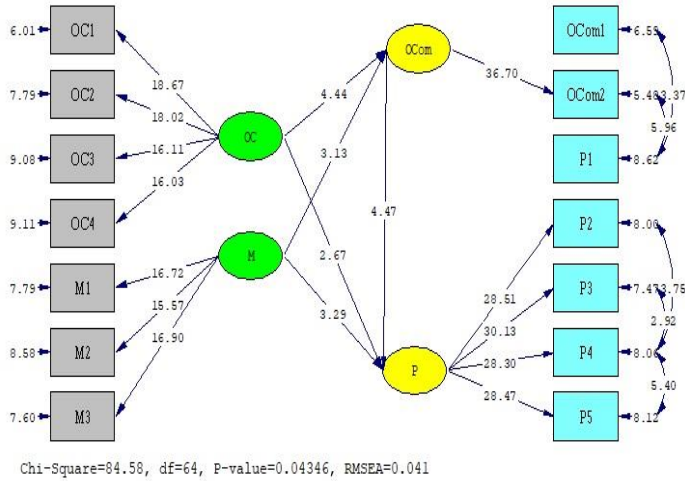 6.01 OC1 OCom1 6.55
OCom
18.67 36.70
7.79 OC2 4.44 OCom2 5.48 3.37
18.02 5.96
OC
9.08 OC3 16.11 3.13 P1 8.62
16.03
9.11 OC4 4.47 P2 8.06
M 2.67
7.79 M1 16.72 28.51 P3 7.47 3.75
15.57 3.29 30.13 2.92
8.58 M2 16.90 28.30 P4 8.06
P 28.47 5.40
7.60 M3 P5 8.12
Chi-Square=84.58, df=64, P-value=0.04346, RMSEA=0.041